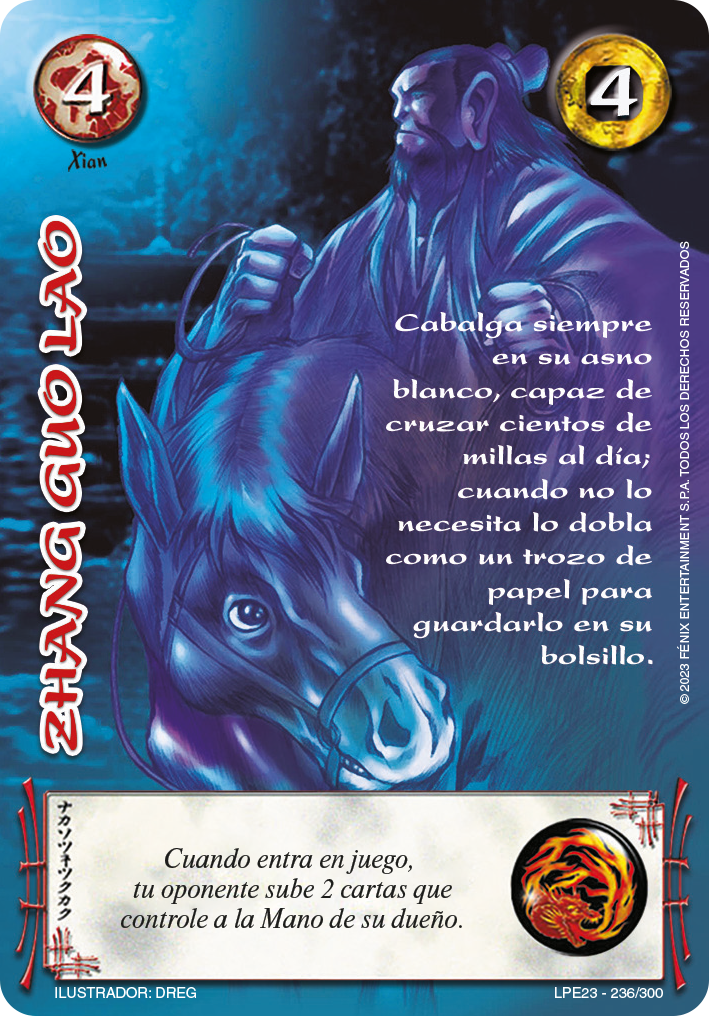 4
4
Xian
ZHANG GUO LAO
Cabalga siempre
en su asno
blanco, capaz de
cruzar cientos de
millas al día;
cuando no lo
necesita lo dobla
como un trozo de
papel para
guardarlo en su
bolsillo.
© 2023 FÉNIX ENTERTAINMENT S.P.A. TODOS LOS DERECHOS RESERVADOS
ナカソツネツクカク
Cuando entra en juego,
tu oponente sube 2 cartas que
controle a la Mano de su dueño.
ILUSTRADOR: DREG
LPE23 - 236/300